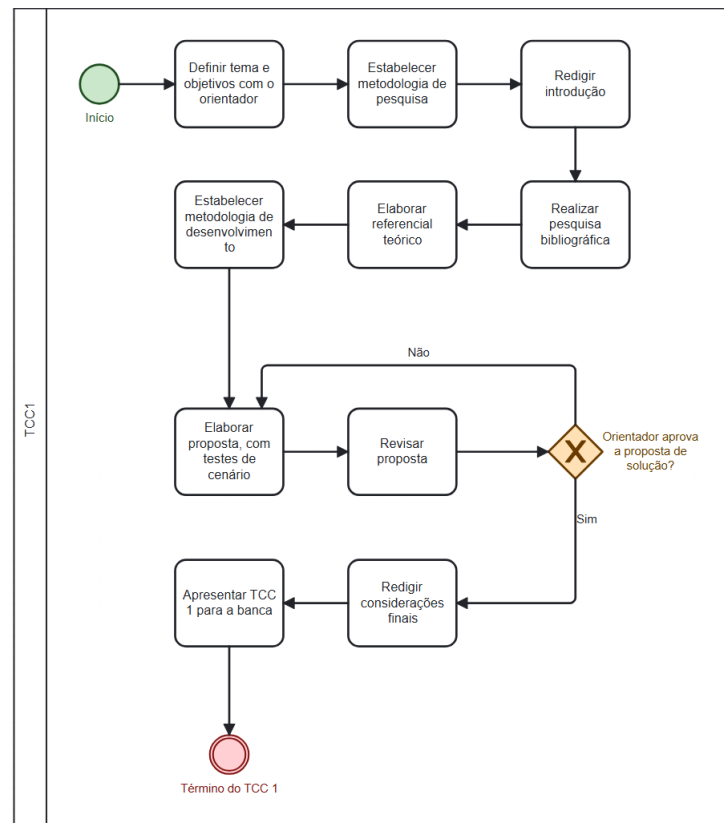 TCC1
Início
Definir tema e
objetivos com o
orientador
Estabelecer
metodologia de
pesquisa
Redigir
introdução
Estabelecer
metodologia de
desenvolvimen
to
Elaborar
referencial
teórico
Realizar
pesquisa
bibliográfica
Não
Elaborar
proposta, com
testes de
cenário
Revisar
proposta
Orientador aprova
a proposta de
solução?
Sim
Apresentar TCC
1 para a banca
Redigir
considerações
finais
Término do TCC 1